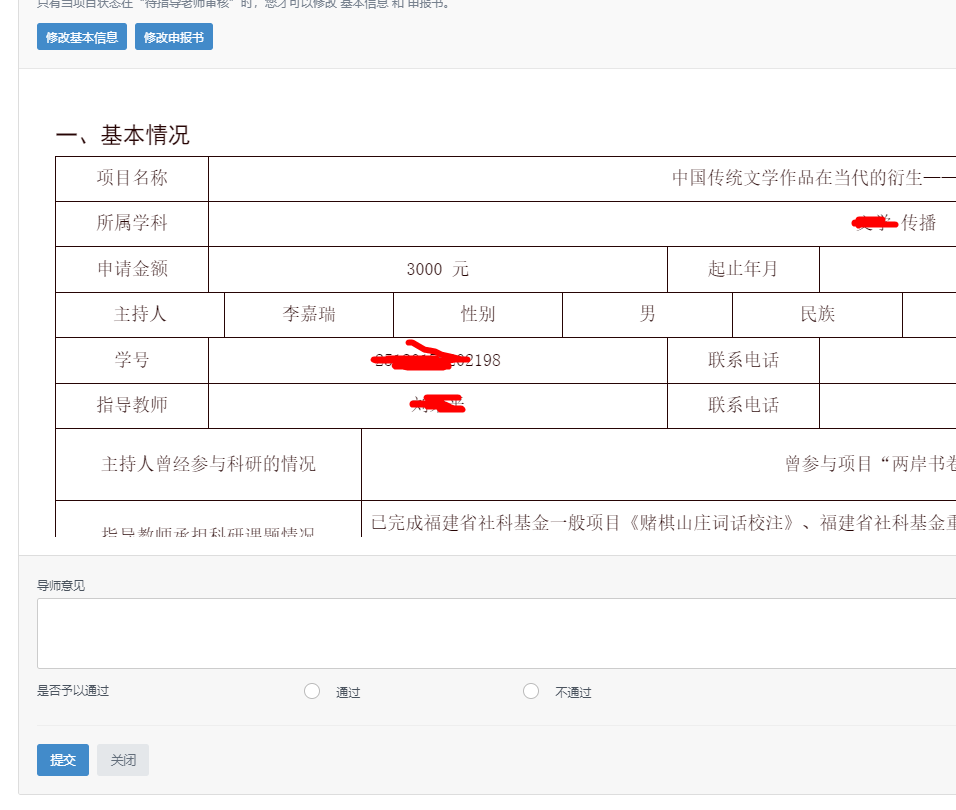 只有当项目状态在“待指导老师审核”时，您才可以修改 基本信息 和 申报书。
修改基本信息 修改申报书
一、基本情况
项目名称 中国传统文学作品在当代的衍生——
所属学科 传播
申请金额 3000 元 起止年月
主持人 李嘉瑞 性别 男 民族
学号 02198 联系电话
指导教师 联系电话
主持人曾经参与科研的情况 曾参与项目“两岸书卷
指导教师承担科研课题情况 已完成福建省社科基金一般项目《赌棋山庄词话校注》、福建省社科基金重
导师意见
是否予以通过 通过 不通过
提交 关闭